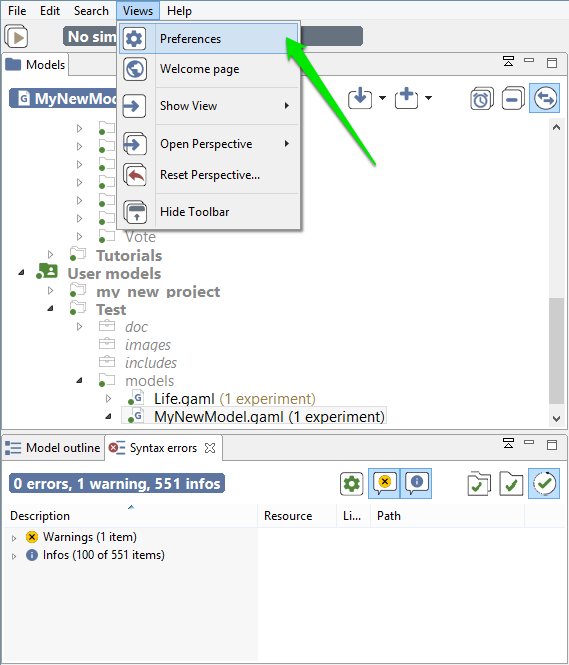 File Edit Search Views Help
No sim
Preferences
Models
Welcome page
MyNewMod
Show View
Open Perspective
Reset Perspective...
Hide Toolbar
Vote
Tutorials
User models
my_new_project
Test
doc
images
includes
models
Life.gaml (1 experiment)
MyNewModel.gaml (1 experiment)
Model outline Syntax errors
0 errors, 1 warning, 551 infos
Description Resource Li... Path
Warnings (1 item)
Infos (100 of 551 items)